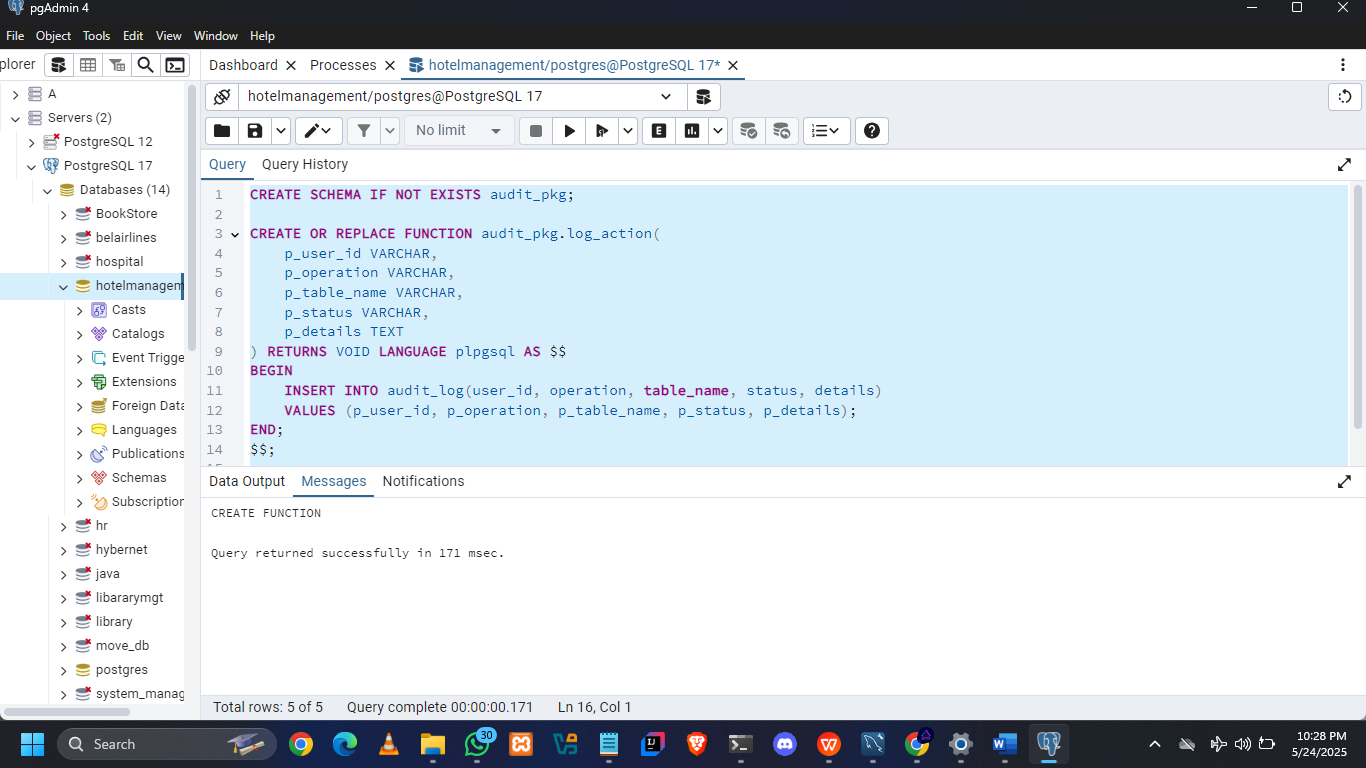 pgAdmin 4
File Object Tools Edit View Window Help
plorer
Dashboard Processes hotelmanagement/postgres@PostgreSQL 17*
A
Servers (2)
PostgreSQL 12
PostgreSQL 17
Databases (14)
BookStore
belairlines
hospital
hotelmanagem
Casts
Catalogs
Event Trigge
Extensions
Foreign Data
Languages
Publications
Schemas
Subscription
hr
hybernet
java
libararymgt
library
move_db
postgres
system_manag
hotelmanagement/postgres@PostgreSQL 17
No limit
E
Query Query History
1 CREATE SCHEMA IF NOT EXISTS audit_pkg;
2
3 CREATE OR REPLACE FUNCTION audit_pkg.log_action(
4 p_user_id VARCHAR,
5 p_operation VARCHAR,
6 p_table_name VARCHAR,
7 p_status VARCHAR,
8 p_details TEXT
9 ) RETURNS VOID LANGUAGE plpgsql AS $$
10 BEGIN
11 INSERT INTO audit_log(user_id, operation, table_name, status, details)
12 VALUES (p_user_id, p_operation, p_table_name, p_status, p_details);
13 END;
14 $$;
15
Data Output Messages Notifications
CREATE FUNCTION
Query returned successfully in 171 msec.
Total rows: 5 of 5 Query complete 00:00:00.171 Ln 16, Col 1
Search
30
10:28 PM
5/24/2025